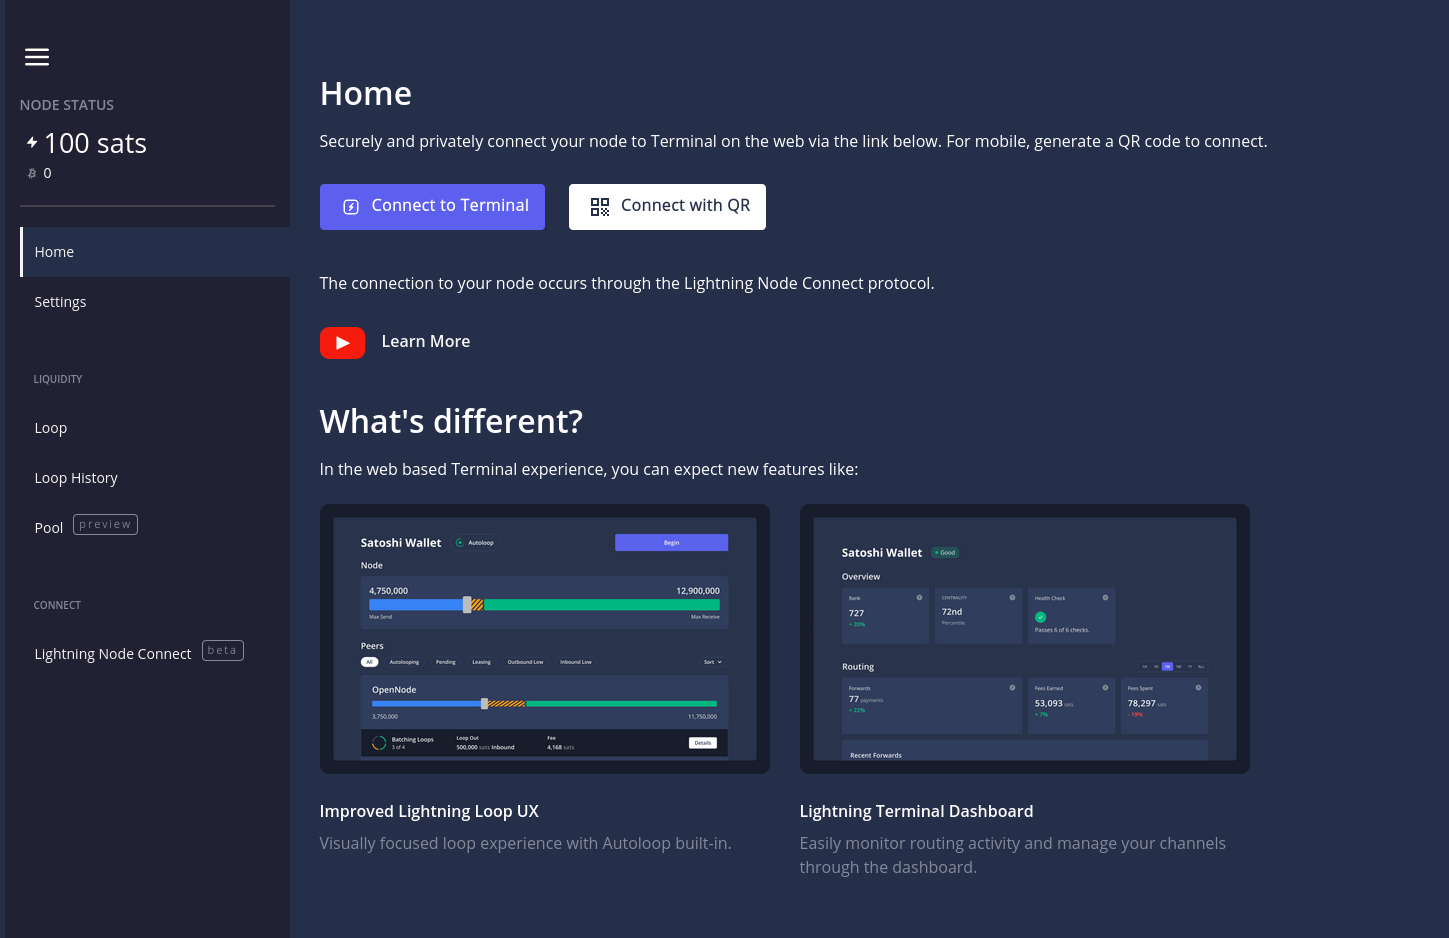 NODE STATUS
100 sats
0
Home
Settings
LIQUIDITY
Loop
Loop History
Pool preview
CONNECT
Lightning Node Connect beta
Home
Securely and privately connect your node to Terminal on the web via the link below. For mobile, generate a QR code to connect.
Connect to Terminal
Connect with QR
The connection to your node occurs through the Lightning Node Connect protocol.
Learn More
What's different?
In the web based Terminal experience, you can expect new features like:
Satoshi Wallet Autoloop Begin
Node
4,750,000 12,900,000
Max Send Max Receive
Peers
All Autolooping Pending Leasing Outbound Low Inbound Low Sort
OpenNode
3,750,000 11,750,000
Batching Loops Loop Out Fee
3 of 4 500,000 sats Inbound 4,168 sats Details
Improved Lightning Loop UX
Visually focused loop experience with Autoloop built-in.
Satoshi Wallet Good
Overview
Rank CENTRALITY Health Check
727 72nd
+ 20% Percentile
Passes 6 of 6 checks.
Routing
Forwards Fees Earned Fees Spent
77 payments 53,093 sats 78,297 sats
+ 22% + 7% - 19%
Recent Forwards
Lightning Terminal Dashboard
Easily monitor routing activity and manage your channels
through the dashboard.